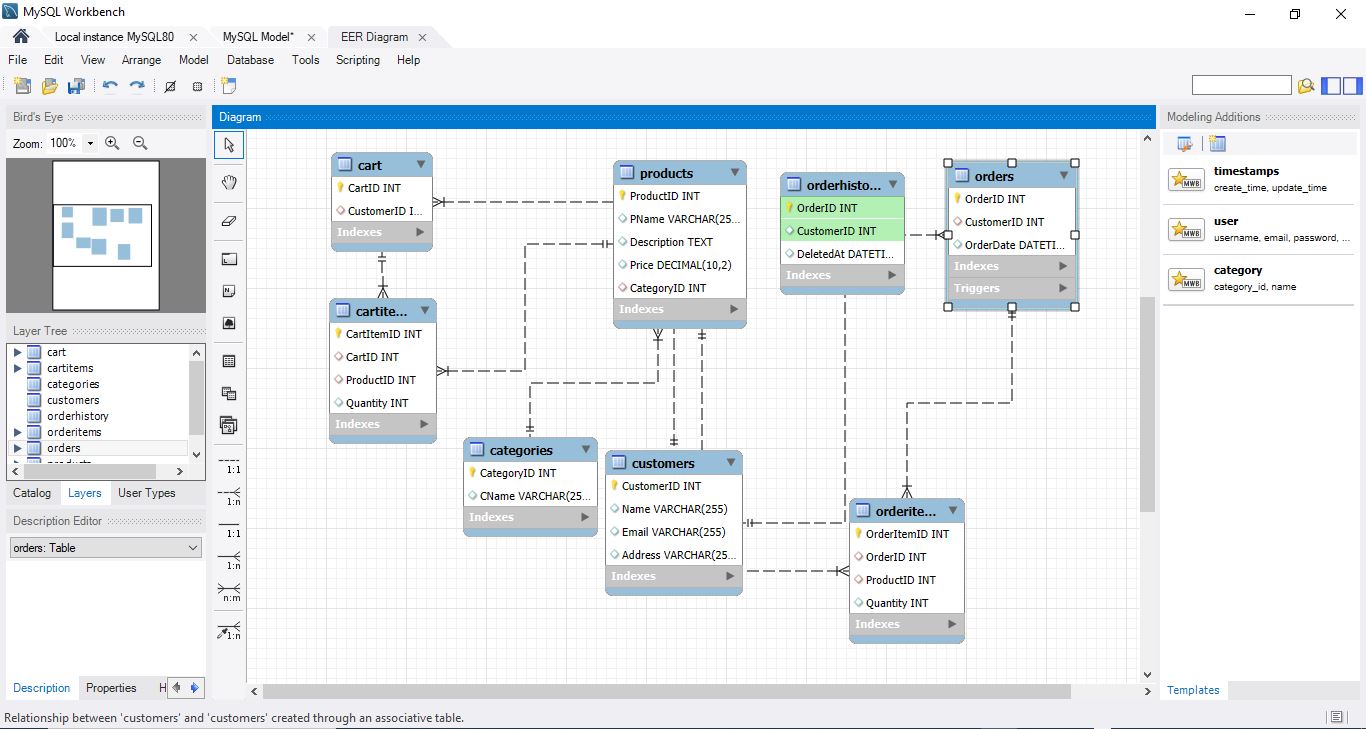 MySQL Workbench
Local instance MySQL80
MySQL Model*
EER Diagram
File Edit View Arrange Model Database Tools Scripting Help
Bird's Eye
Zoom: 100%
Layer Tree
cart
cartitems
categories
customers
orderhistory
orderitems
orders
Catalog Layers User Types
Description Editor
orders: Table
Description Properties H
Diagram
1:1
1:n
1:1
1:n
n:m
1:n
cart
CartID INT
CustomerID I...
Indexes
cartite...
CartItemID INT
CartID INT
ProductID INT
Quantity INT
Indexes
products
ProductID INT
PName VARCHAR(25...
Description TEXT
Price DECIMAL(10,2)
CategoryID INT
Indexes
orderhisto...
OrderID INT
CustomerID INT
DeletedAt DATETI...
Indexes
orders
OrderID INT
CustomerID INT
OrderDate DATETI...
Indexes
Triggers
categories
CategoryID INT
CName VARCHAR(25...
Indexes
customers
CustomerID INT
Name VARCHAR(255)
Email VARCHAR(255)
Address VARCHAR(25...
Indexes
orderite...
OrderItemID INT
OrderID INT
ProductID INT
Quantity INT
Indexes
Modeling Additions
MWB
timestamps
create_time, update_time
MWB
user
username, email, password, ...
MWB
category
category_id, name
Templates
Relationship between 'customers' and 'customers' created through an associative table.